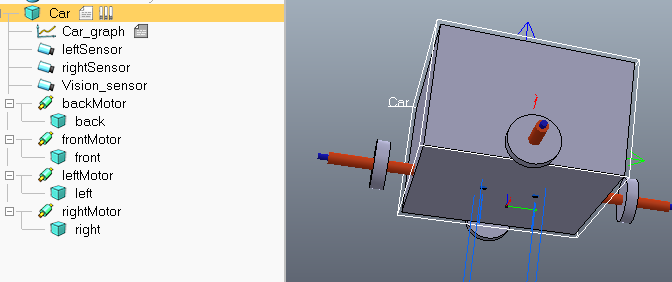 Car
Car_graph
leftSensor
rightSensor
Vision_sensor
backMotor
back
frontMotor
front
leftMotor
left
rightMotor
right
Car